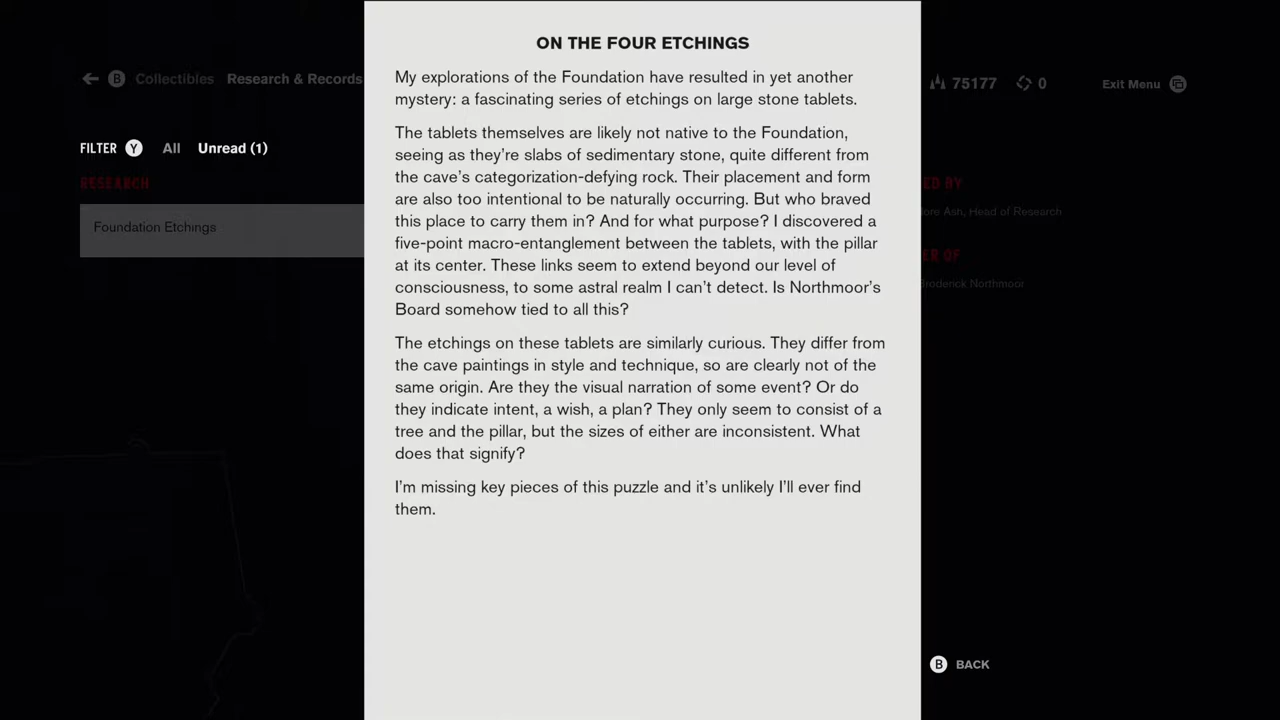 ON THE FOUR ETCHINGS
My explorations of the Foundation have resulted in yet another
mystery: a fascinating series of etchings on large stone tablets.
The tablets themselves are likely not native to the Foundation,
seeing as they're slabs of sedimentary stone, quite different from
the cave's categorization-defying rock. Their placement and form
are also too intentional to be naturally occurring. But who braved
this place to carry them in? And for what purpose? I discovered a
five-point macro-entanglement between the tablets, with the pillar
at its center. These links seem to extend beyond our level of
consciousness, to some astral realm I can't detect. Is Northmoor's
Board somehow tied to all this?
The etchings on these tablets are similarly curious. They differ from
the cave paintings in style and technique, so are clearly not of the
same origin. Are they the visual narration of some event? Or do
they indicate intent, a wish, a plan? They only seem to consist of a
tree and the pillar, but the sizes of either are inconsistent. What
does that signify?
I'm missing key pieces of this puzzle and it's unlikely I'll ever find
them.
B Collectibles Research & Records
75177 0 Exit Menu
FILTER Y All Unread (1)
RESEARCH
Foundation Etchings
ED BY
ore Ash, Head of Research
ER OF
Broderick Northmoor
B BACK